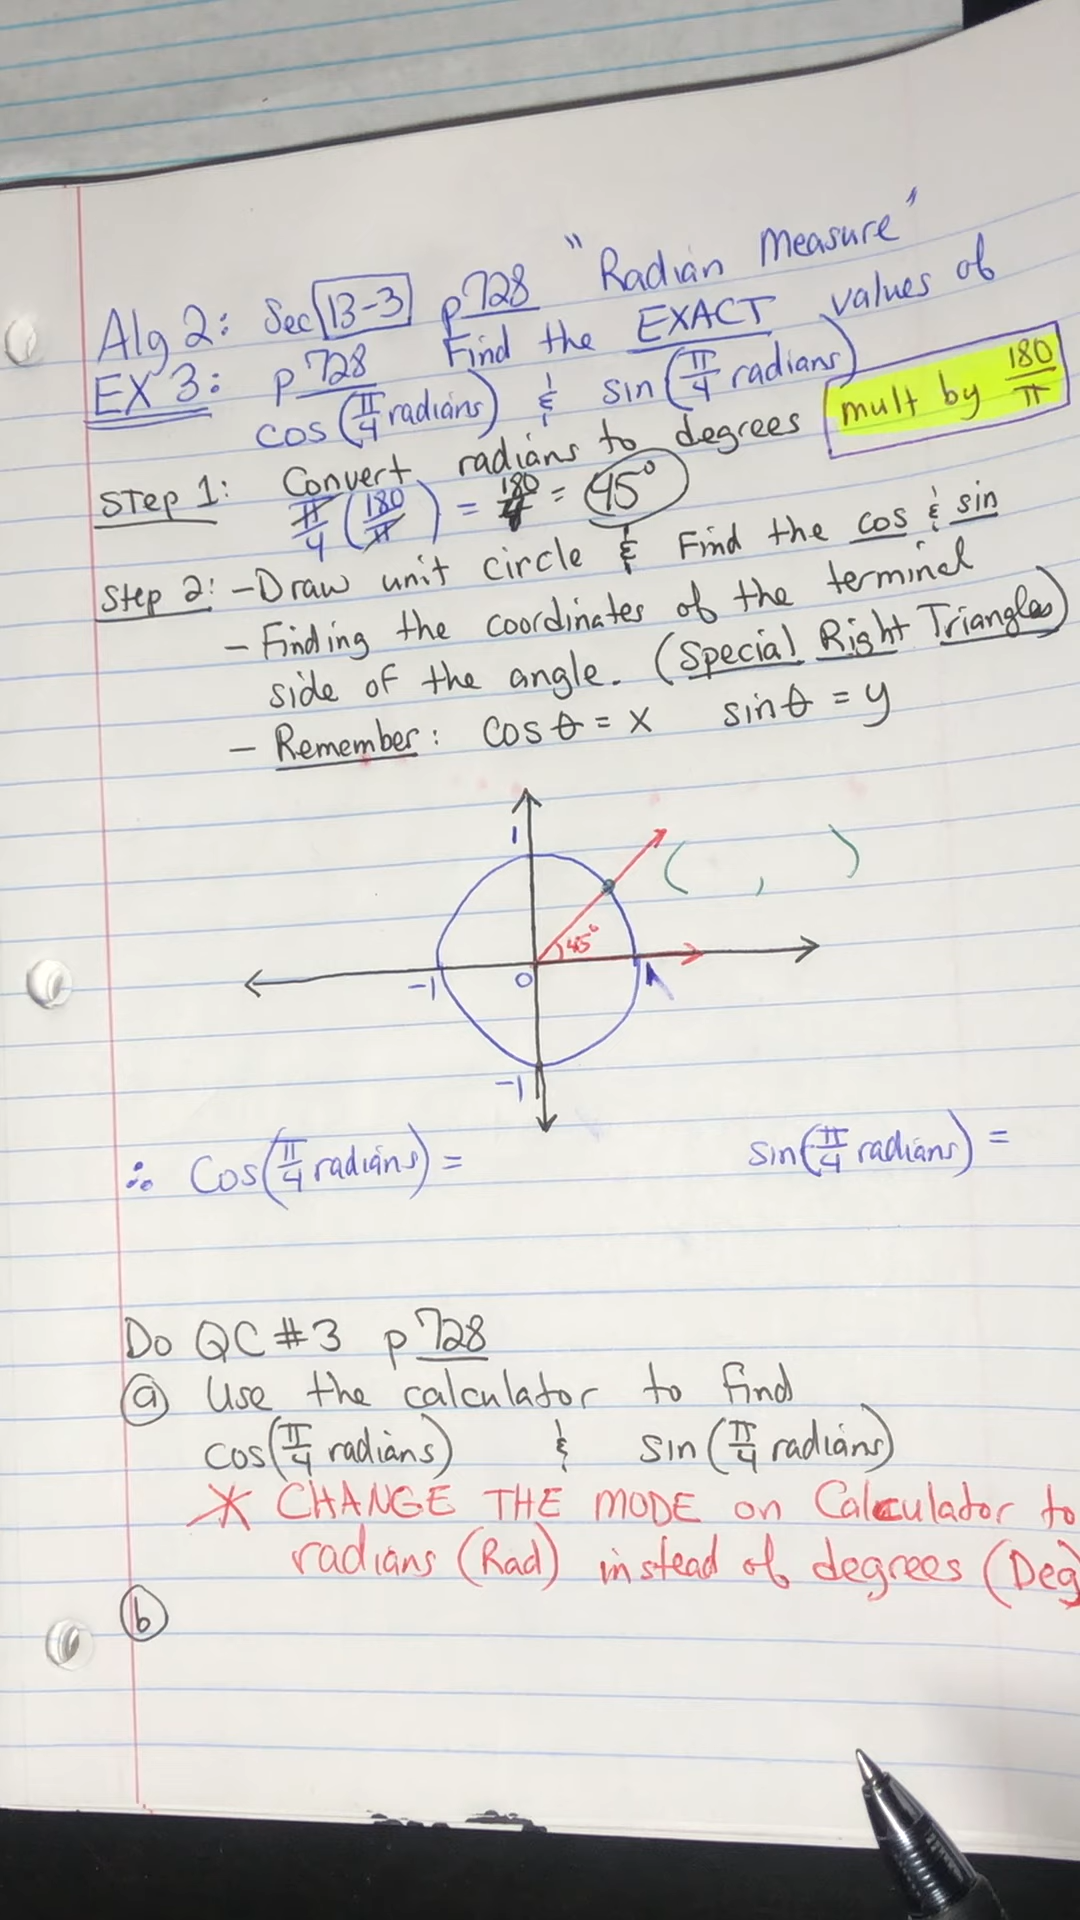 Alg 2: Sec 13-3 p728 "Radian Measure"
EX 3: p728 Find the EXACT values of
cos (π/4 radians) & sin (π/4 radians)
Step 1: Convert radians to degrees mult by 180/π
π/4 (180/π) = 180/4 = 45°
Step 2: - Draw unit circle & Find the cos & sin
- Finding the coordinates of the terminal
side of the angle. (Special Right Triangles)
- Remember: cos θ = x sin θ = y
1
( , )
45°
-1 0 1
-1
∴ Cos(π/4 radians) = sin(π/4 radians) =
Do QC #3 p728
(a) Use the calculator to find
cos(π/4 radians) & sin(π/4 radians)
* CHANGE THE MODE on Calculator to
radians (Rad) instead of degrees (Deg)
(b)